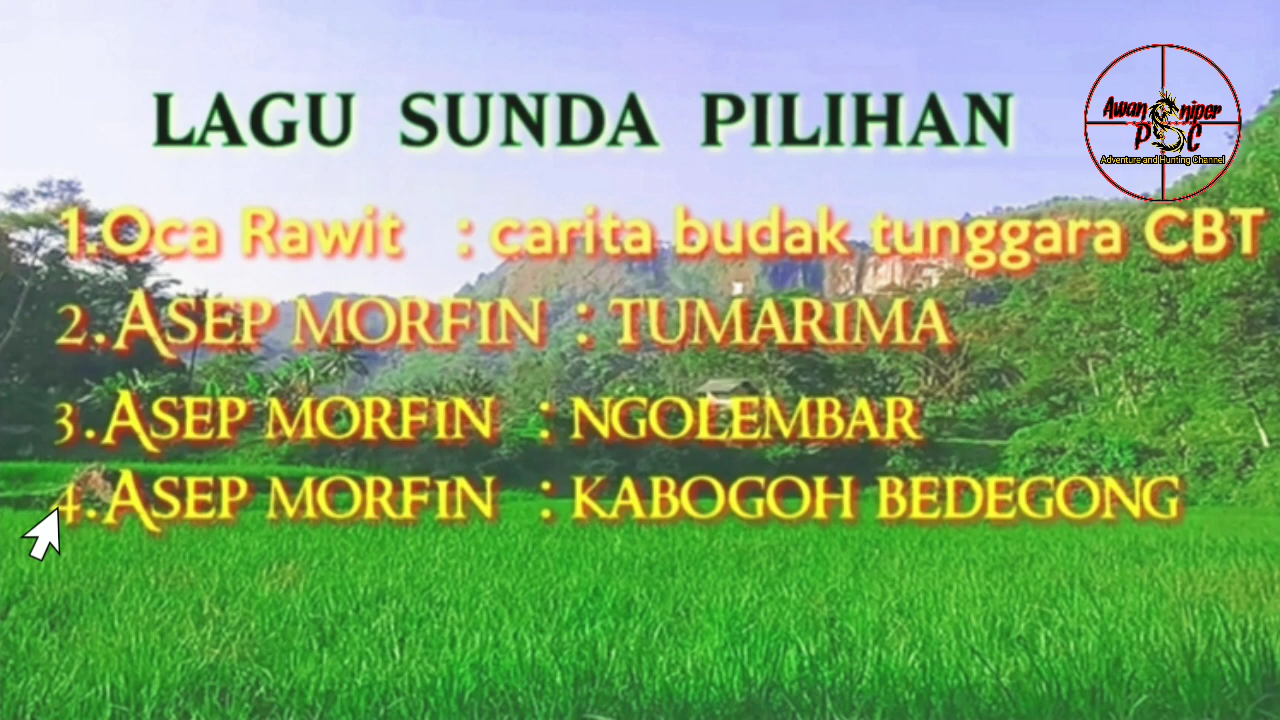 LAGU SUNDA PILIHAN
Awan Sniper
PSC
Adventure and Hunting Channel
1.Oca Rawit : carita budak tunggara CBT
2.ASEP MORFIN : TUMARIMA
3.ASEP MORFIN : NGOLEMBAR
4.ASEP MORFIN : KABOGOH BEDEGONG